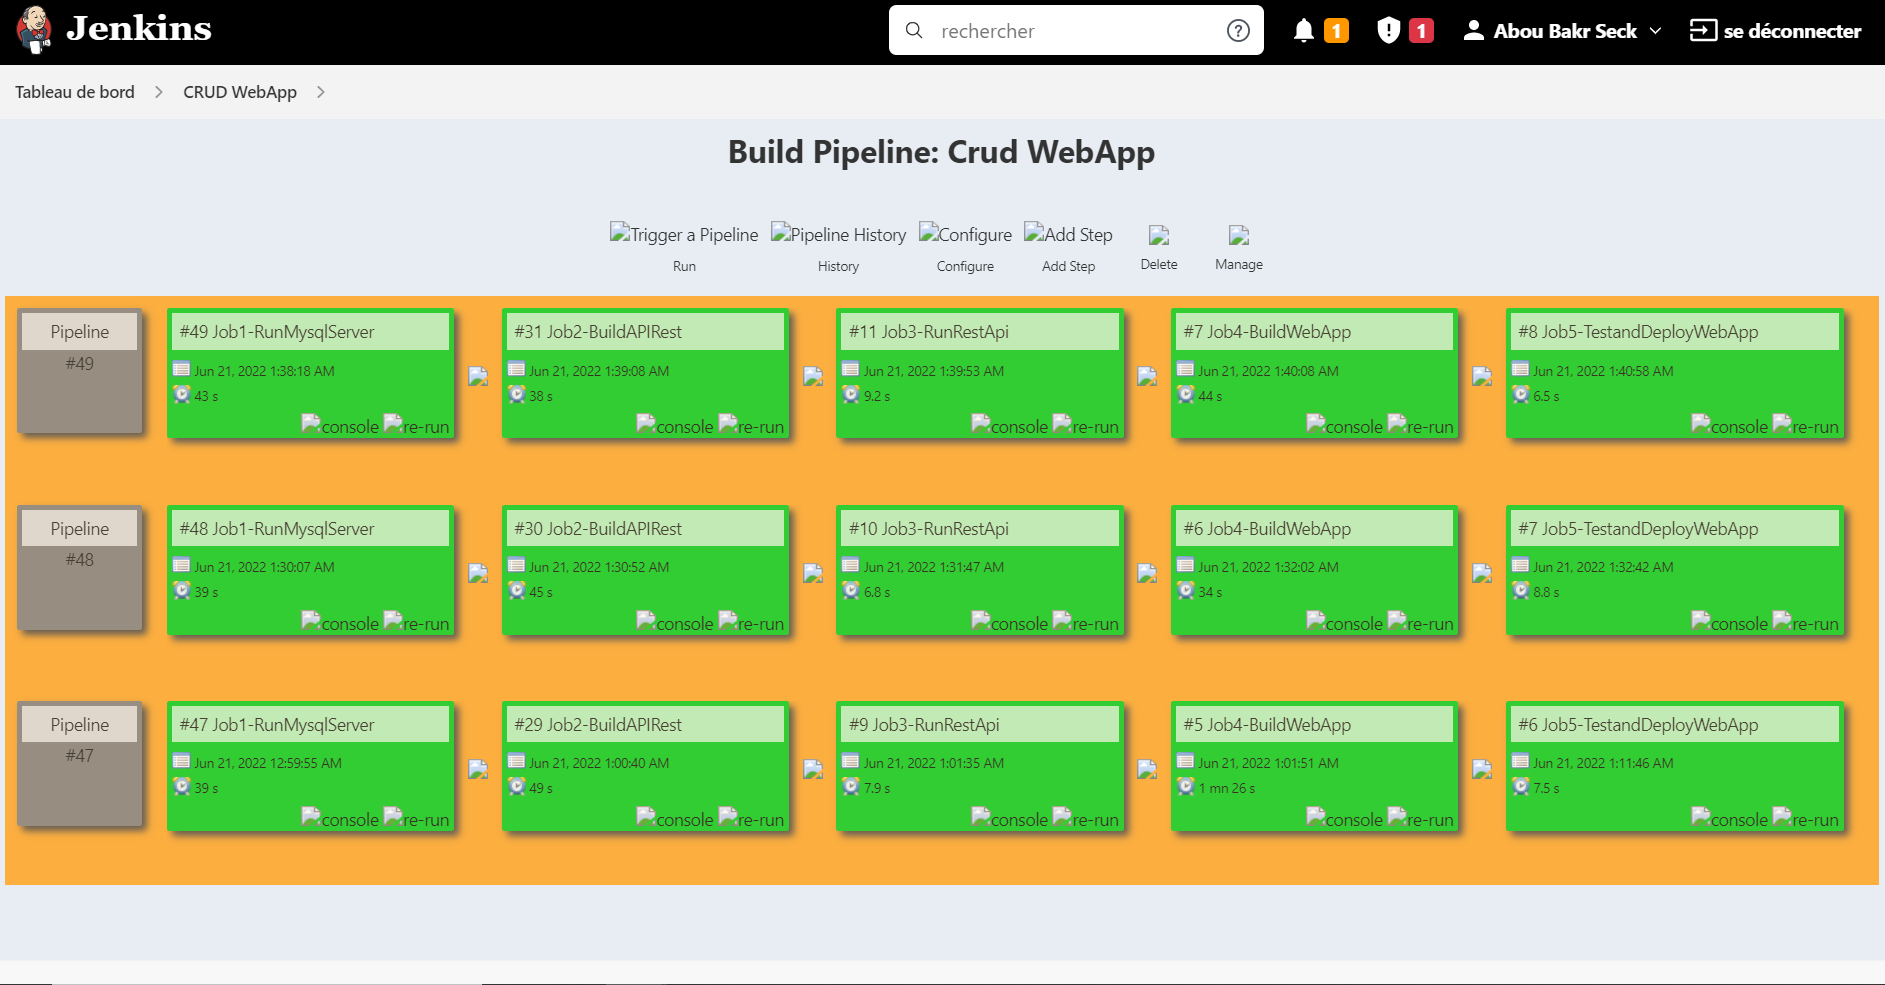 Jenkins
rechercher
1
1
Abou Bakr Seck
se déconnecter
Tableau de bord
CRUD WebApp
Build Pipeline: Crud WebApp
Trigger a Pipeline
Pipeline History
Configure
Add Step
Run
History
Configure
Add Step
Delete
Manage
Pipeline
#49
#49 Job1-RunMysqlServer
Jun 21, 2022 1:38:18 AM
43 s
console re-run
#31 Job2-BuildAPIRest
Jun 21, 2022 1:39:08 AM
38 s
console re-run
#11 Job3-RunRestApi
Jun 21, 2022 1:39:53 AM
9.2 s
console re-run
#7 Job4-BuildWebApp
Jun 21, 2022 1:40:08 AM
44 s
console re-run
#8 Job5-TestandDeployWebApp
Jun 21, 2022 1:40:58 AM
6.5 s
console re-run
Pipeline
#48
#48 Job1-RunMysqlServer
Jun 21, 2022 1:30:07 AM
39 s
console re-run
#30 Job2-BuildAPIRest
Jun 21, 2022 1:30:52 AM
45 s
console re-run
#10 Job3-RunRestApi
Jun 21, 2022 1:31:47 AM
6.8 s
console re-run
#6 Job4-BuildWebApp
Jun 21, 2022 1:32:02 AM
34 s
console re-run
#7 Job5-TestandDeployWebApp
Jun 21, 2022 1:32:42 AM
8.8 s
console re-run
Pipeline
#47
#47 Job1-RunMysqlServer
Jun 21, 2022 12:59:55 AM
39 s
console re-run
#29 Job2-BuildAPIRest
Jun 21, 2022 1:00:40 AM
49 s
console re-run
#9 Job3-RunRestApi
Jun 21, 2022 1:01:35 AM
7.9 s
console re-run
#5 Job4-BuildWebApp
Jun 21, 2022 1:01:51 AM
1 mn 26 s
console re-run
#6 Job5-TestandDeployWebApp
Jun 21, 2022 1:11:46 AM
7.5 s
console re-run